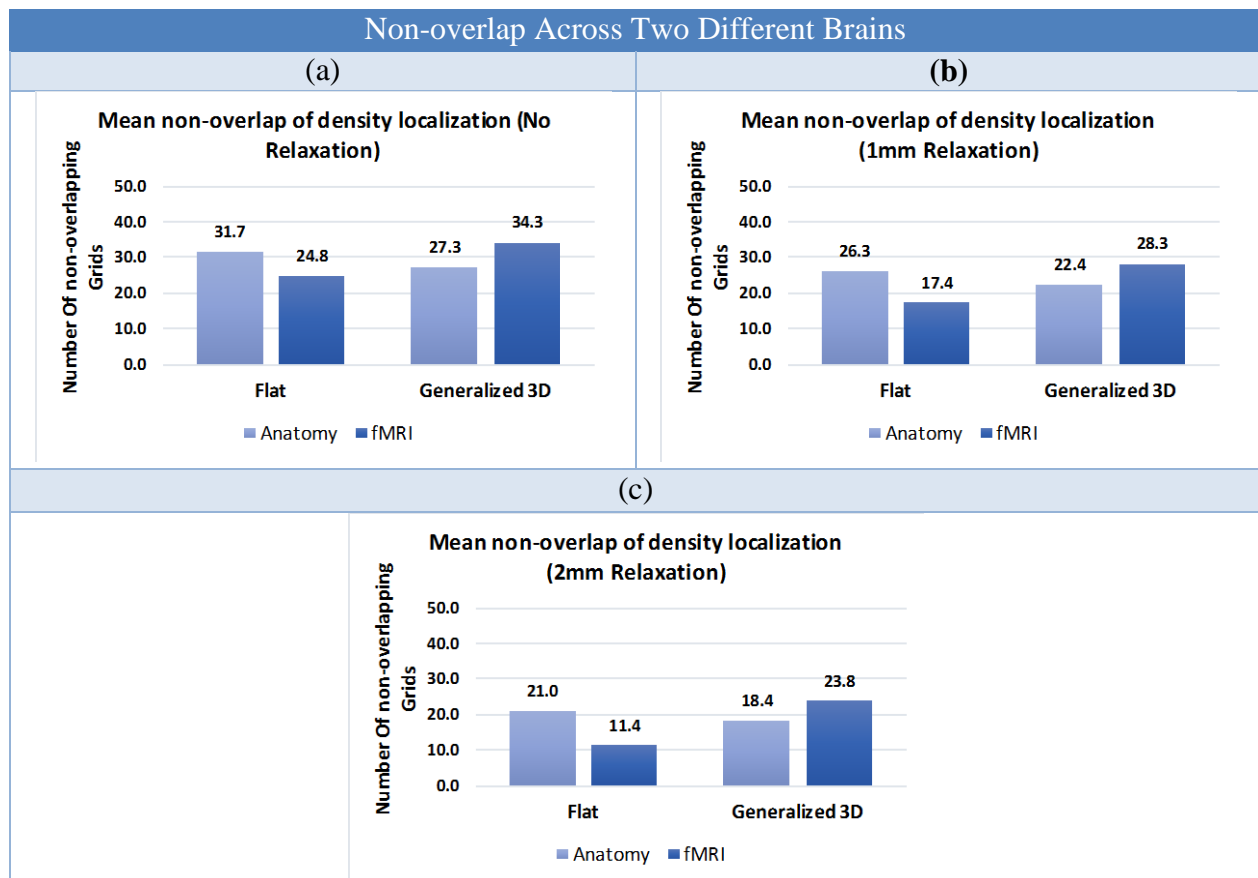 Non-overlap Across Two Different Brains
(a)
(b)
Mean non-overlap of density localization (No
Relaxation)
Number Of non-overlapping
Grids
50.0
40.0
30.0
20.0
10.0
0.0
31.7
24.8
27.3
34.3
Flat
Generalized 3D
Anatomy
fMRI
Mean non-overlap of density localization
(1mm Relaxation)
Number Of non-overlapping
Grids
50.0
40.0
30.0
20.0
10.0
0.0
26.3
17.4
22.4
28.3
Flat
Generalized 3D
Anatomy
fMRI
(c)
Mean non-overlap of density localization
(2mm Relaxation)
Number Of non-overlapping
Grids
50.0
40.0
30.0
20.0
10.0
0.0
21.0
11.4
18.4
23.8
Flat
Generalized 3D
Anatomy
fMRI